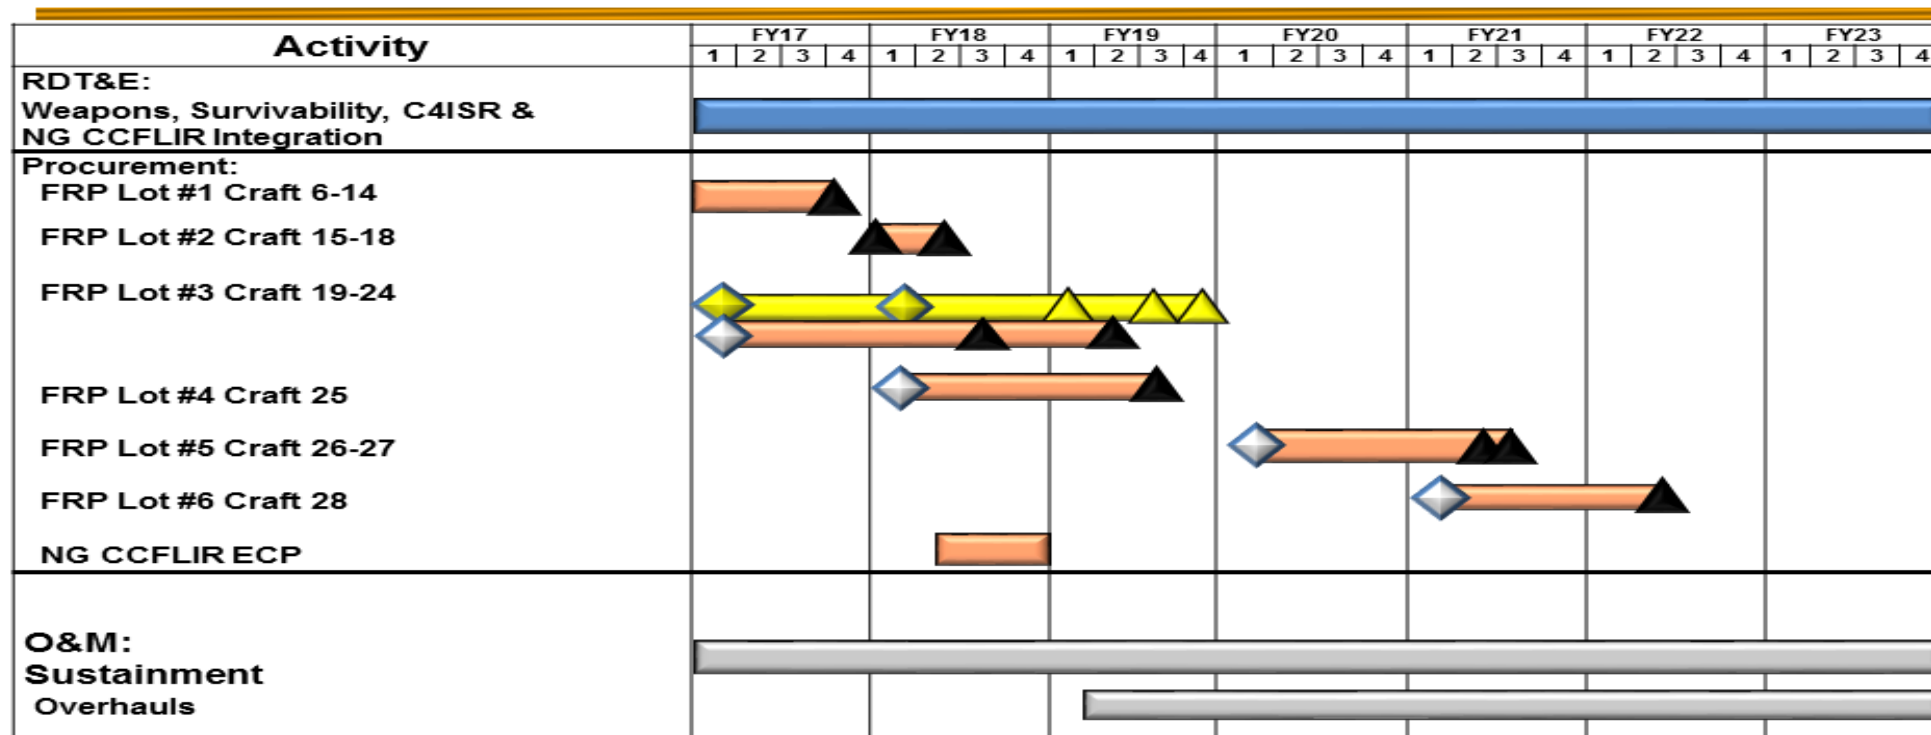 Activity
FY17 FY18 FY19 FY20 FY21 FY22 FY23
1 2 3 4 1 2 3 4 1 2 3 4 1 2 3 4 1 2 3 4 1 2 3 4 1 2 3 4
RDT&E:
Weapons, Survivability, C4ISR &
NG CCFLIR Integration
Procurement:
FRP Lot #1 Craft 6-14
FRP Lot #2 Craft 15-18
FRP Lot #3 Craft 19-24
FRP Lot #4 Craft 25
FRP Lot #5 Craft 26-27
FRP Lot #6 Craft 28
NG CCFLIR ECP
O&M:
Sustainment
Overhauls